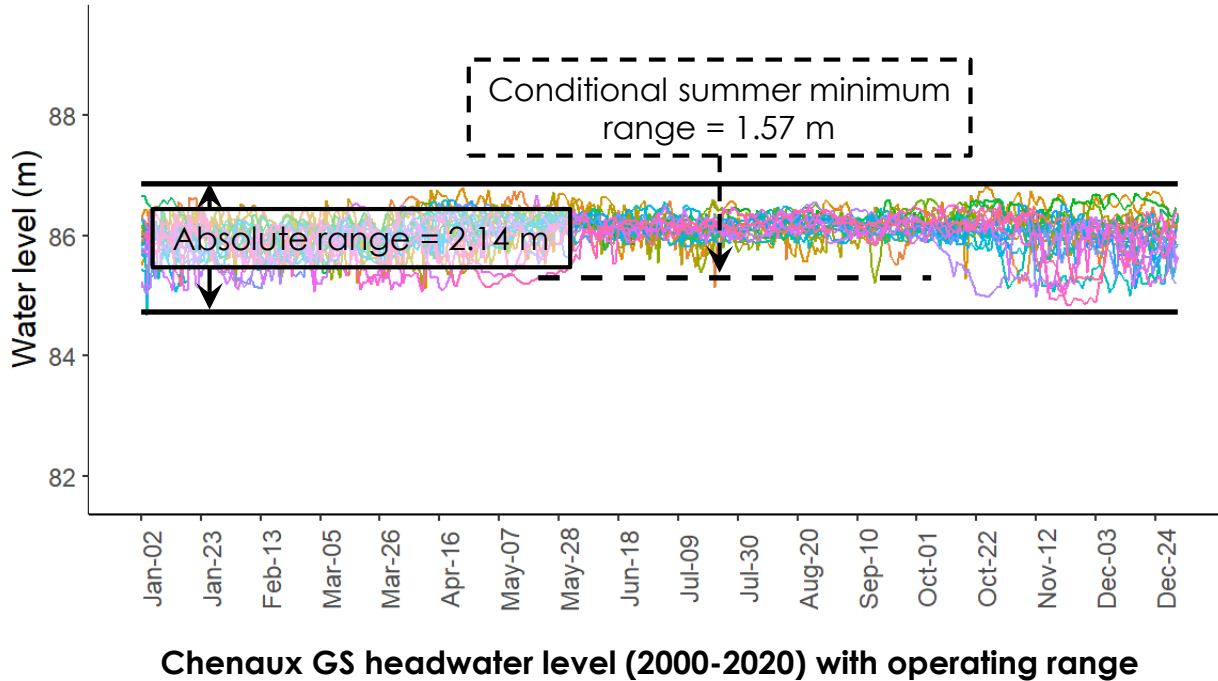 Conditional summer minimum
range = 1.57 m
Absolute range = 2.14 m
Water level (m)
88
86
84
82
Jan-02
Jan-23
Feb-13
Mar-05
Mar-26
Apr-16
May-07
May-28
Jun-18
Jul-09
Jul-30
Aug-20
Sep-10
Oct-01
Oct-22
Nov-12
Dec-03
Dec-24
Chenaux GS headwater level (2000-2020) with operating range